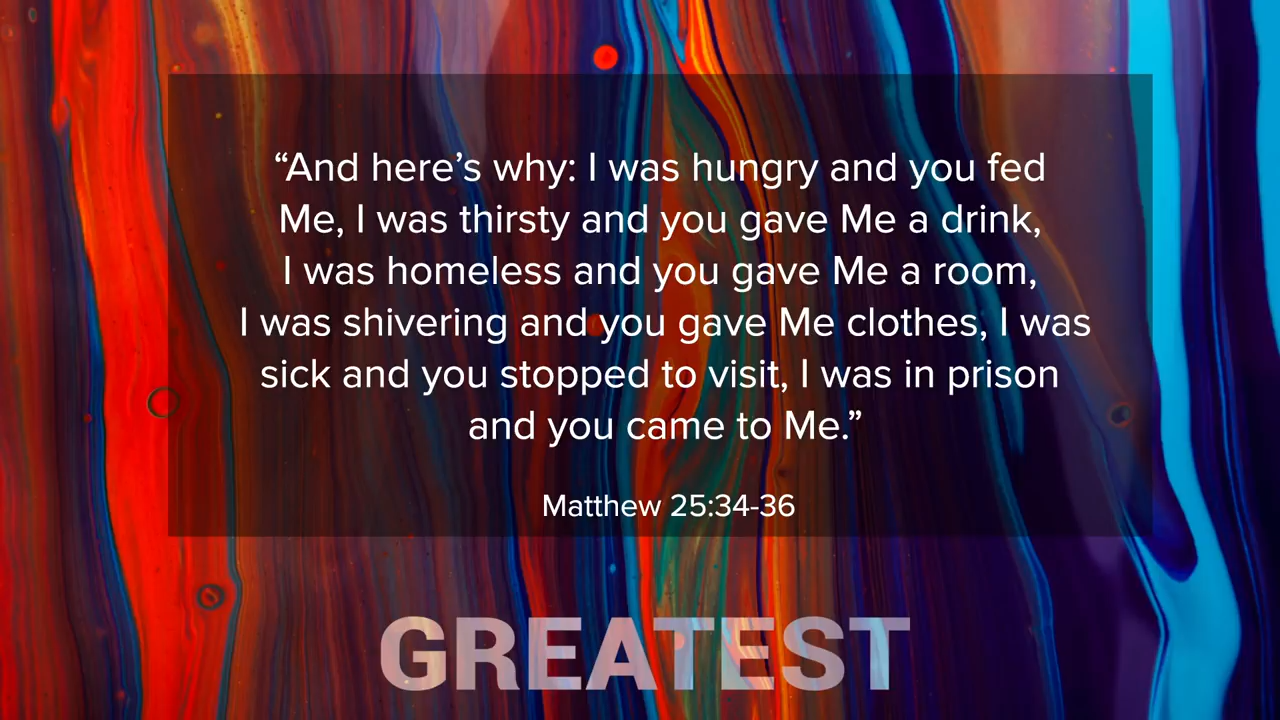 “And here’s why: I was hungry and you fed
Me, I was thirsty and you gave Me a drink,
I was homeless and you gave Me a room,
I was shivering and you gave Me clothes, I was
sick and you stopped to visit, I was in prison
and you came to Me.”
Matthew 25:34-36
GREATEST